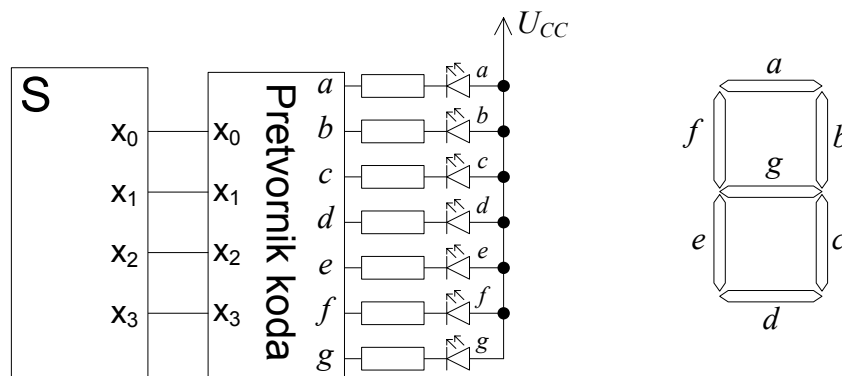 U_CC
S
Pretvornik koda
x₀ x₀
x₁ x₁
x₂ x₂
x₃ x₃
a a
b b
c c
d d
e e
f f
g g
a
f b
g
e c
d